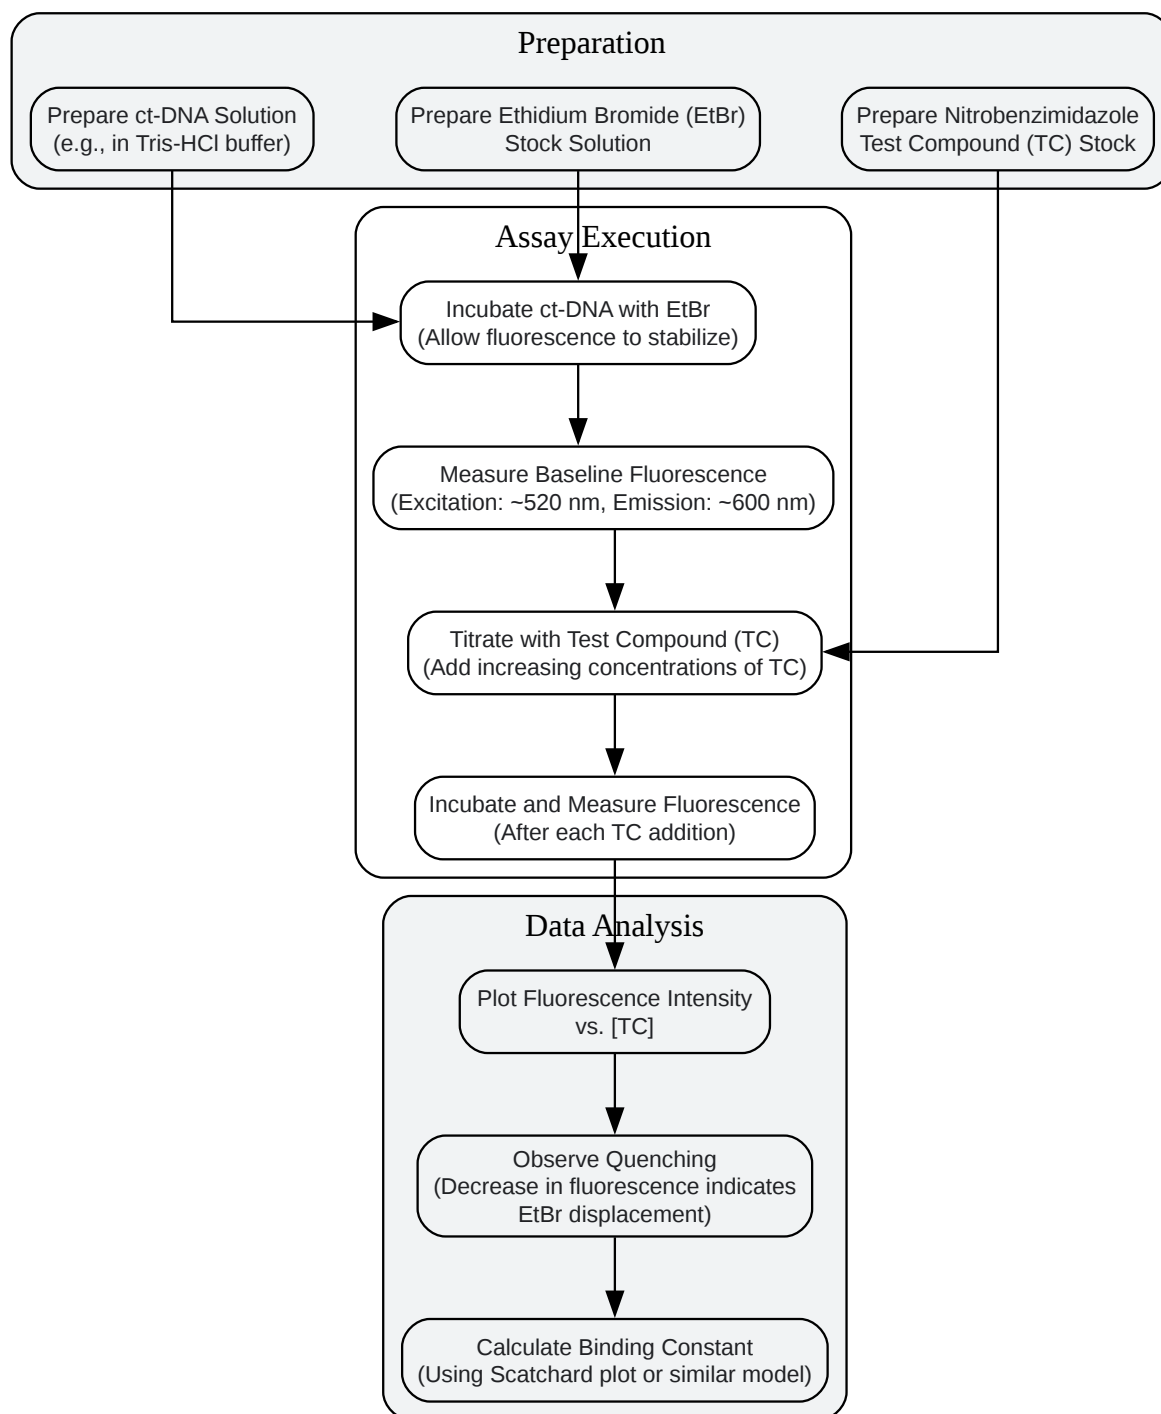 Preparation
Prepare ct-DNA Solution
(e.g., in Tris-HCl buffer)
Prepare Ethidium Bromide (EtBr)
Stock Solution
Prepare Nitrobenzimidazole
Test Compound (TC) Stock
Assay Execution
Incubate ct-DNA with EtBr
(Allow fluorescence to stabilize)
Measure Baseline Fluorescence
(Excitation: ~520 nm, Emission: ~600 nm)
Titrate with Test Compound (TC)
(Add increasing concentrations of TC)
Incubate and Measure Fluorescence
(After each TC addition)
Data Analysis
Plot Fluorescence Intensity
vs. [TC]
Observe Quenching
(Decrease in fluorescence indicates
EtBr displacement)
Calculate Binding Constant
(Using Scatchard plot or similar model)